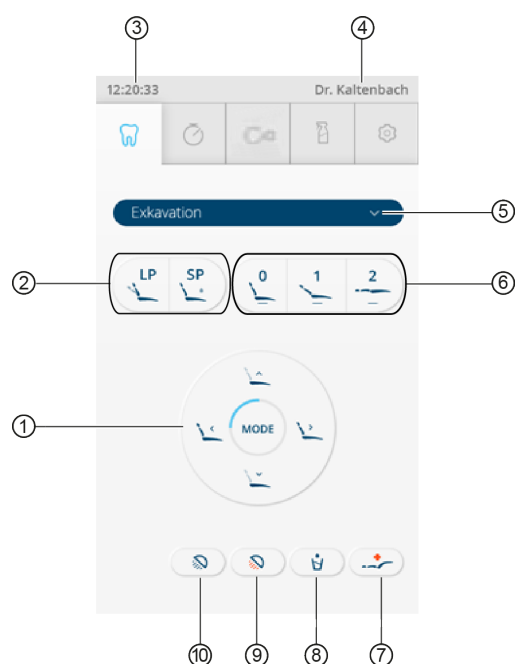 ③ ④
12:20:33 Dr. Kaltenbach
Exkavation ⑤
② LP SP 0 1 2 ⑥
① MODE
⑩ ⑨ ⑧ ⑦